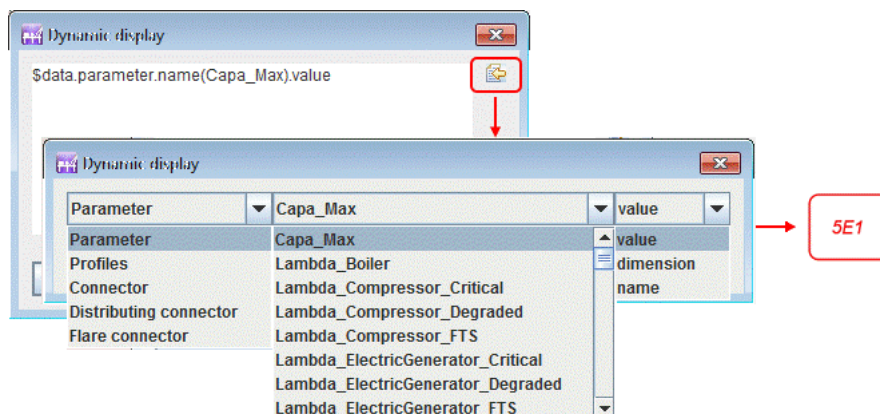 Dynamic display
$data.parameter.name(Capa_Max).value
Dynamic display
Parameter Capa_Max value
Parameter Capa_Max value
Profiles Lambda_Boiler dimension
Connector Lambda_Compressor_Critical name
Distributing connector Lambda_Compressor_Degraded
Flare connector Lambda_Compressor_FTS
Lambda_ElectricGenerator_Critical
Lambda_ElectricGenerator_Degraded
Lambda_ElectricGenerator_FTS
5E1